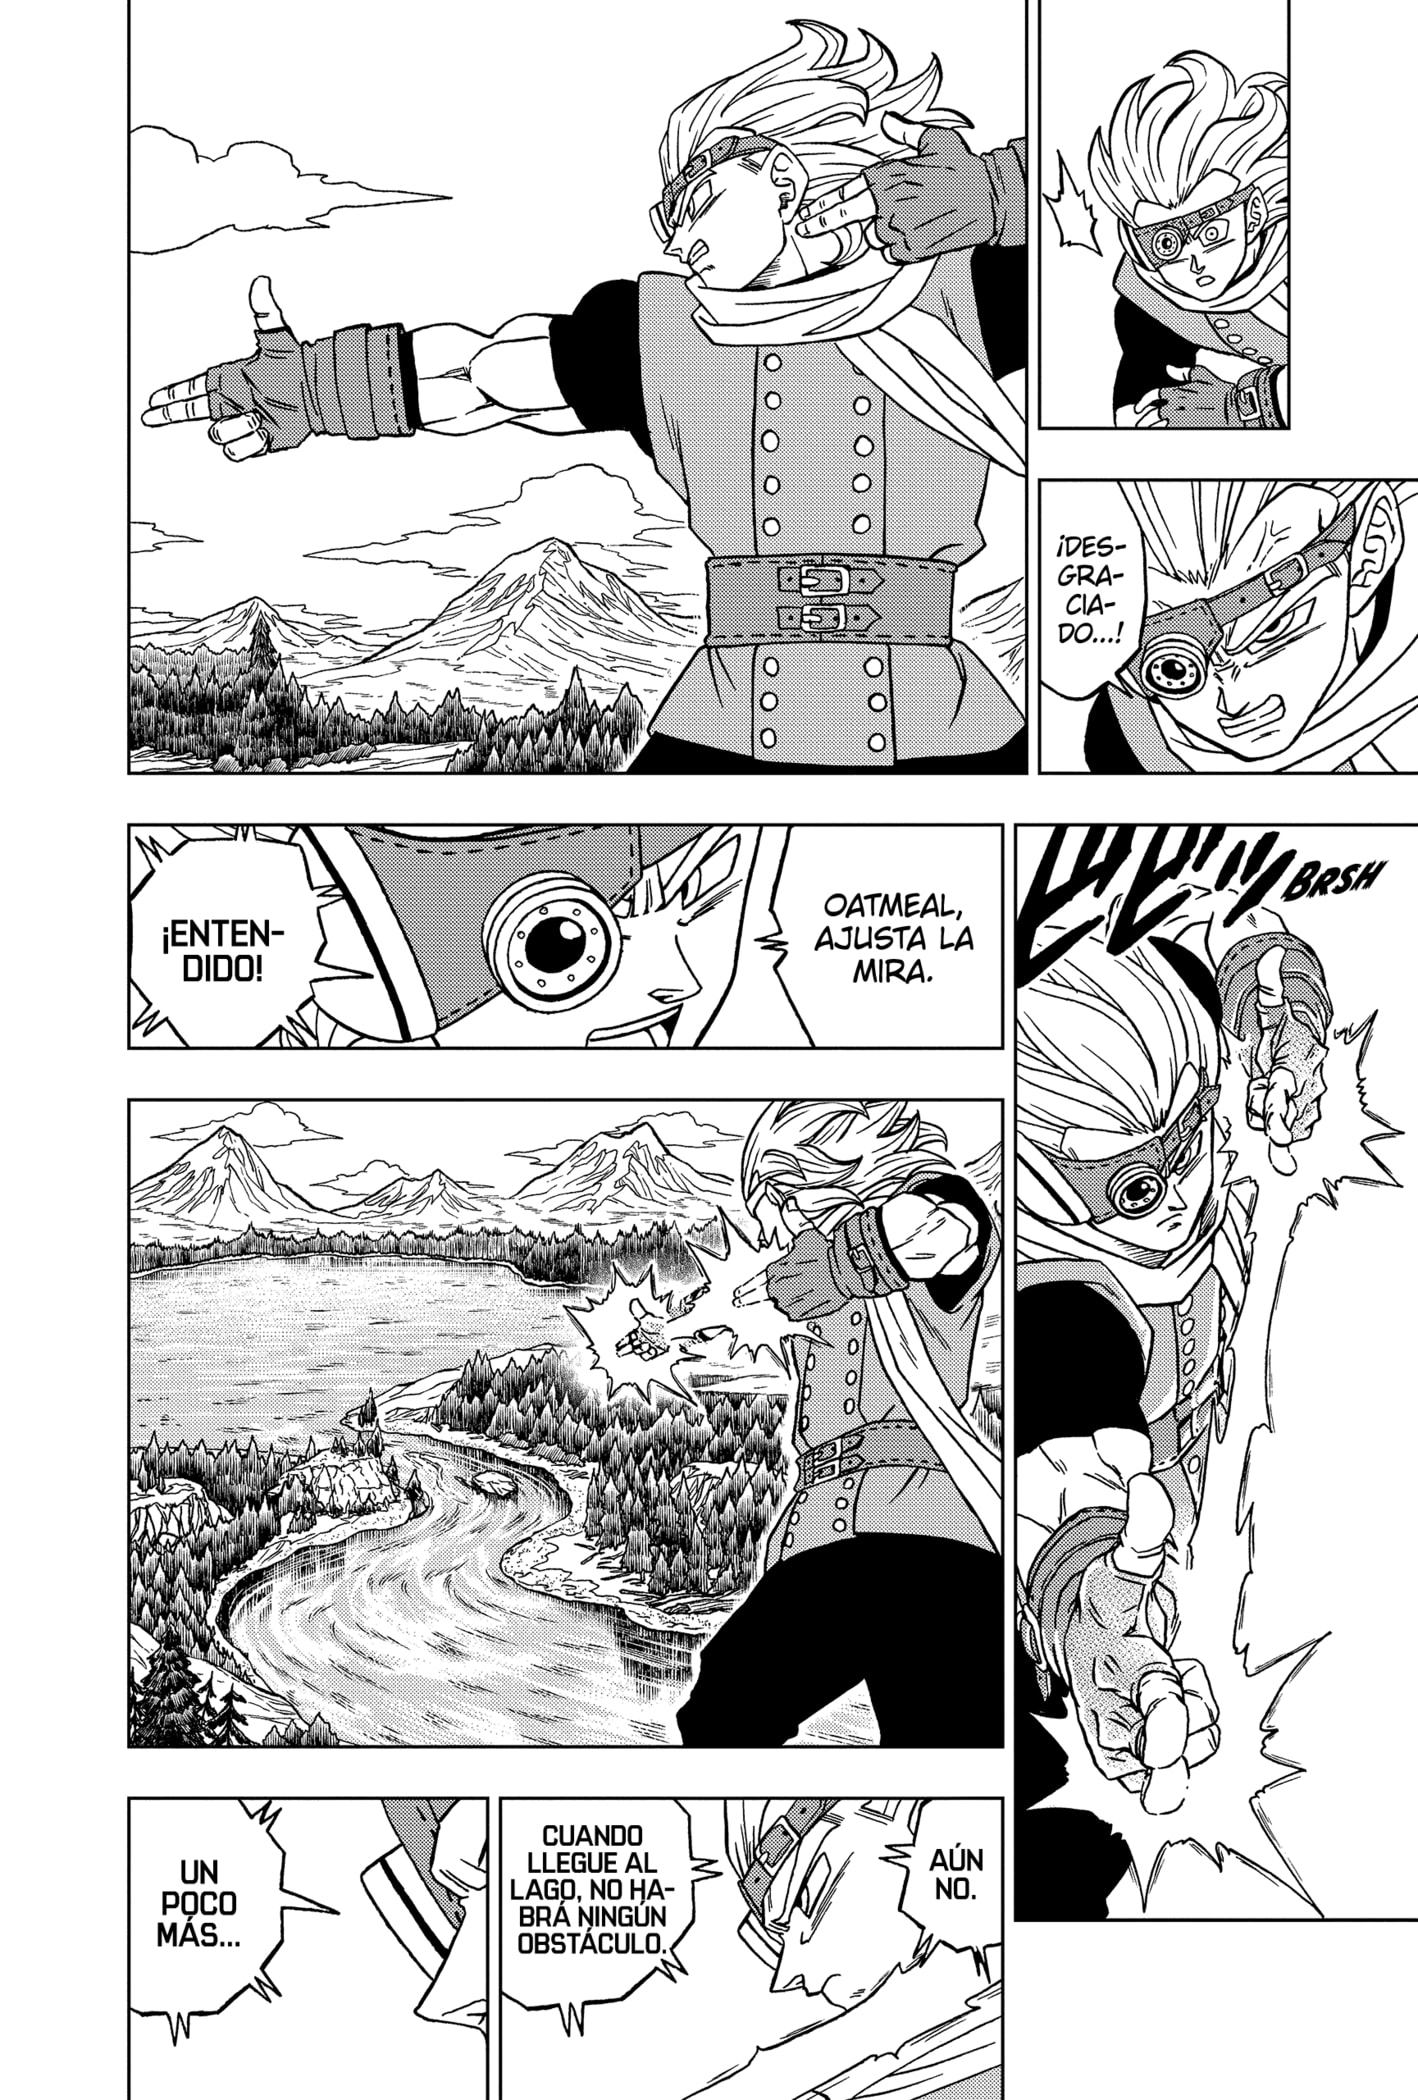 ¡DES-
GRA-
CIA-
DO...!
BRSH
OATMEAL,
AJUSTA LA
MIRA.
¡ENTEN-
DIDO!
AÚN
NO.
CUANDO
LLEGUE AL
LAGO, NO HA-
BRÁ NINGÚN
OBSTÁCULO.
UN
POCO
MÁS...